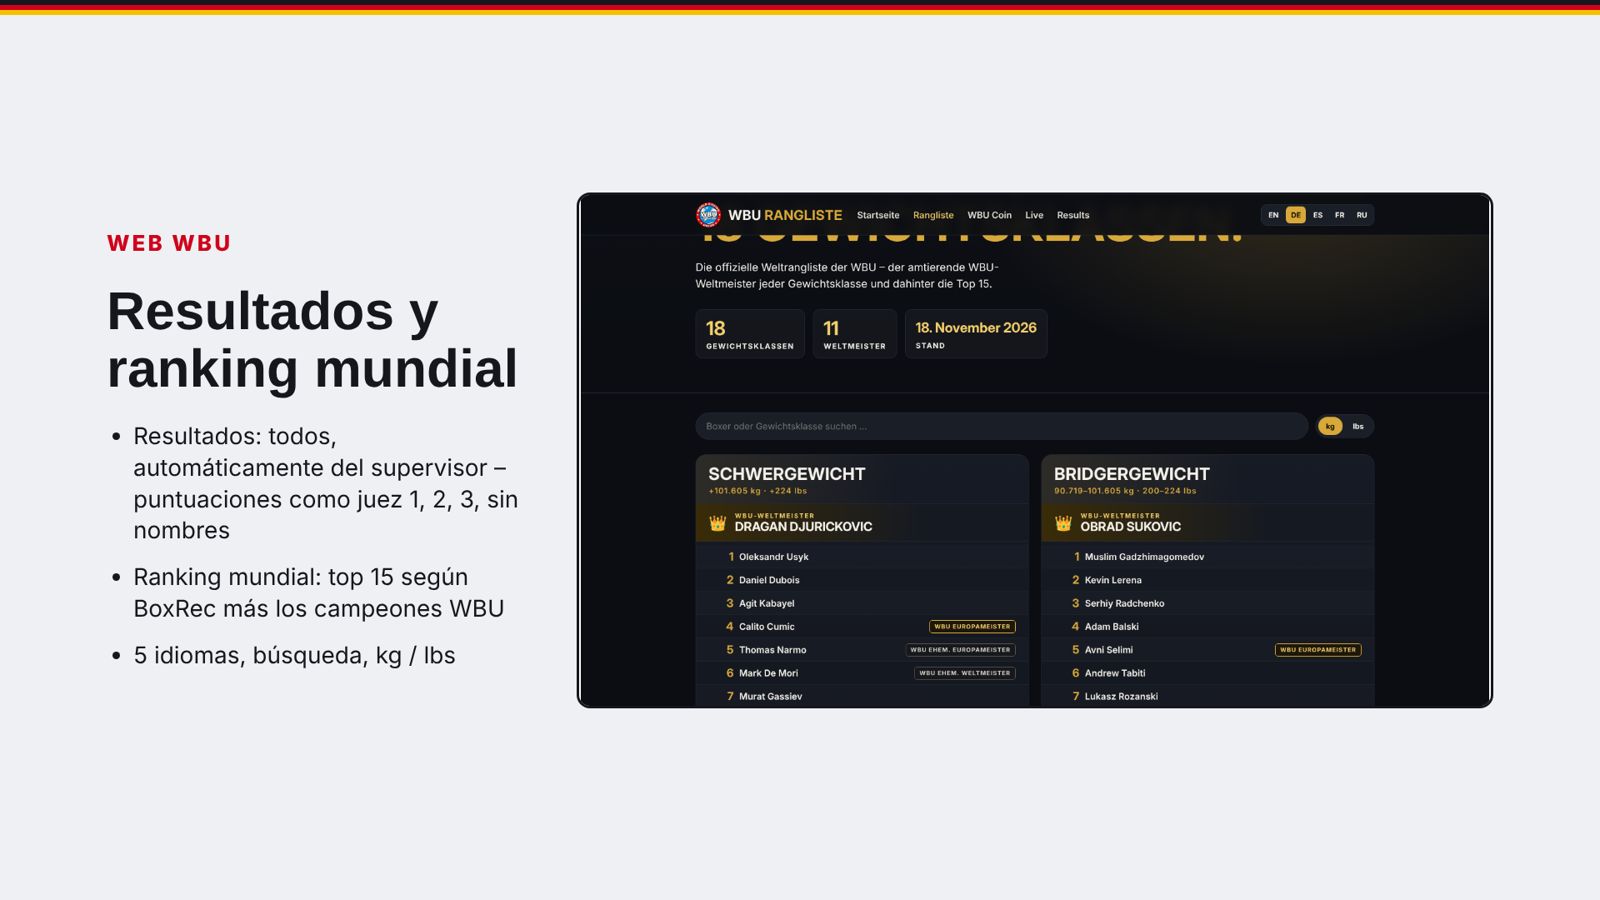 WEB WBU
Resultados y
ranking mundial
• Resultados: todos,
automáticamente del supervisor –
puntuaciones como juez 1, 2, 3, sin
nombres
• Ranking mundial: top 15 según
BoxRec más los campeones WBU
• 5 idiomas, búsqueda, kg / lbs
WBU RANGLISTE Startseite Rangliste WBU Coin Live Results EN DE ES FR RU
Die offizielle Weltrangliste der WBU – der amtierende WBU-
Weltmeister jeder Gewichtsklasse und dahinter die Top 15.
18 11 18. November 2026
GEWICHTSKLASSEN WELTMEISTER STAND
Boxer oder Gewichtsklasse suchen ... kg lbs
SCHWERGEWICHT
+101.605 kg · +224 lbs
WBU-WELTMEISTER
DRAGAN DJURICKOVIC
1 Oleksandr Usyk
2 Daniel Dubois
3 Agit Kabayel
4 Calito Cumic WBU EUROPAMEISTER
5 Thomas Narmo WBU EHEM. EUROPAMEISTER
6 Mark De Mori WBU EHEM. WELTMEISTER
7 Murat Gassiev
BRIDGERGEWICHT
90.719–101.605 kg · 200–224 lbs
WBU-WELTMEISTER
OBRAD SUKOVIC
1 Muslim Gadzhimagomedov
2 Kevin Lerena
3 Serhiy Radchenko
4 Adam Balski
5 Avni Selimi WBU EUROPAMEISTER
6 Andrew Tabiti
7 Lukasz Rozanski